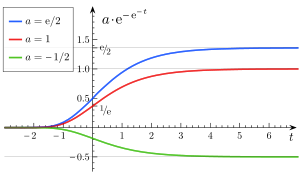 a = e/2
a = 1
a = −1/2
a·e^−e^−t
1.5
e/2
1.0
0.5
1/e
−2 −1 1 2 3 4 5 6 t
−0.5